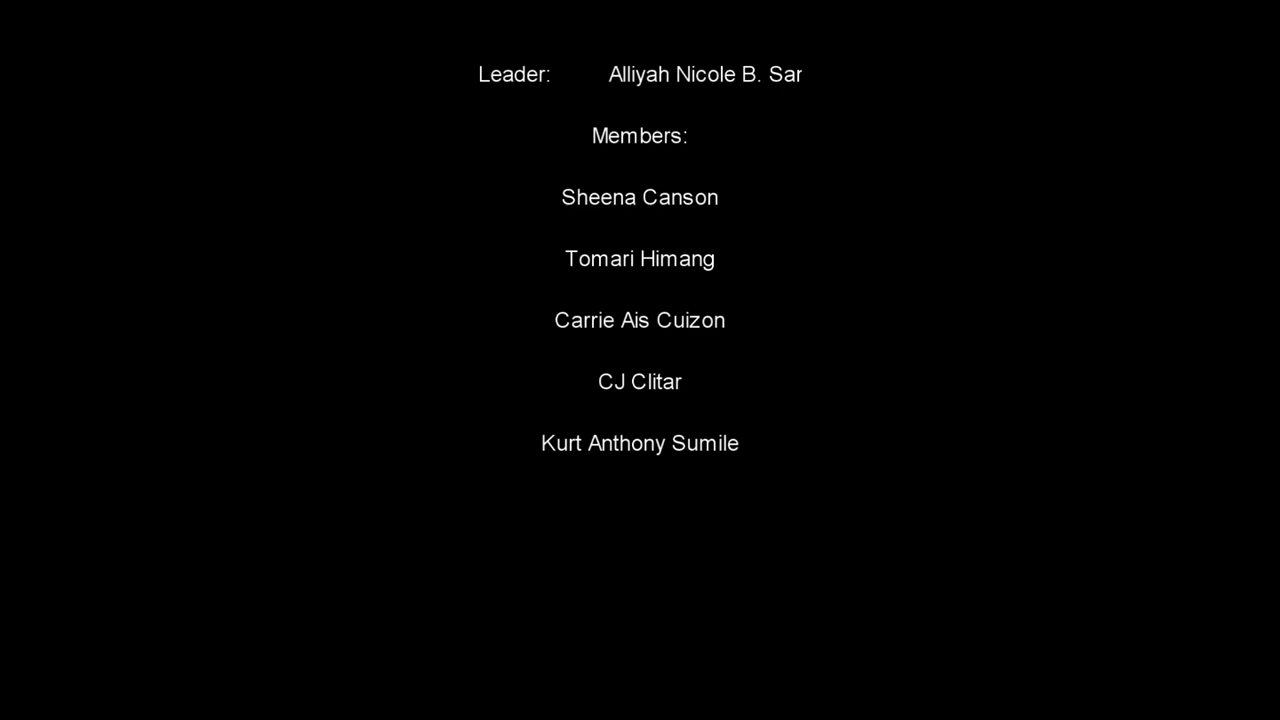 Leader: Alliyah Nicole B. Sar
Members:
Sheena Canson
Tomari Himang
Carrie Ais Cuizon
CJ Clitar
Kurt Anthony Sumile